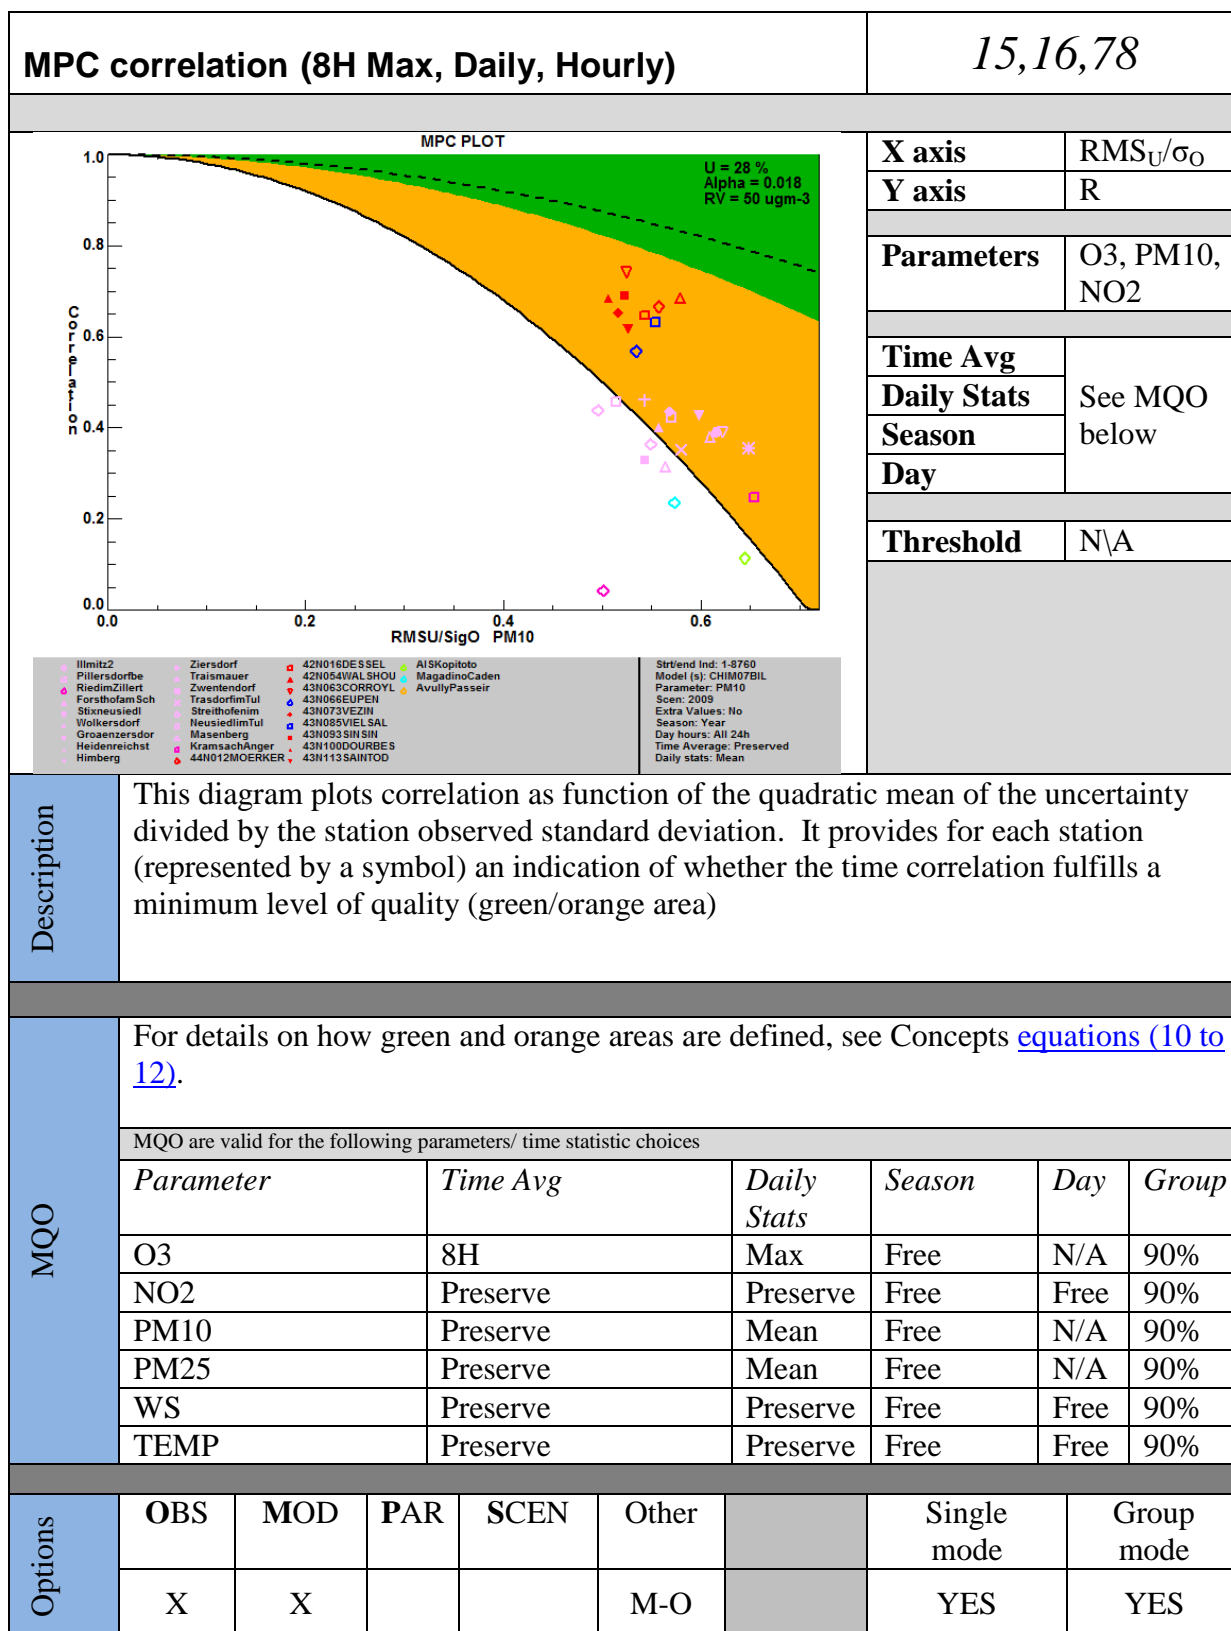 MPC correlation (8H Max, Daily, Hourly)
15,16,78
MPC PLOT
U = 28 %
Alpha = 0.018
RV = 50 ugm-3
1.0
0.8
0.6
0.4
0.2
0.0
Correlation
0.0 0.2 0.4 0.6
RMSU/SigO PM10
Illmitz2
Pillersdorfbe
RiedimZillert
ForsthofamSch
Stixneusiedl
Wolkersdorf
Groaenzersdor
Heidenreichst
Himberg
Ziersdorf
Traismauer
Zwentendorf
TrasdorfimTul
Streithofenim
NeusiedlimTul
Masenberg
KramsachAnger
44N012MOERKER
42N016DESSEL
42N054WALSHOU
43N063CORROYL
43N066EUPEN
43N073VEZIN
43N085VIELSAL
43N093SINSIN
43N100DOURBES
43N113SAINTOD
AISKopitoto
MagadinoCaden
AvullyPasseir
Strt/end Ind: 1-8760
Model (s): CHIM07BIL
Parameter: PM10
Scen: 2009
Extra Values: No
Season: Year
Day hours: All 24h
Time Average: Preserved
Daily stats: Mean
X axis RMSU/σO
Y axis R
Parameters O3, PM10,
NO2
Time Avg
Daily Stats
Season
Day
See MQO
below
Threshold N\A
Description
This diagram plots correlation as function of the quadratic mean of the uncertainty
divided by the station observed standard deviation. It provides for each station
(represented by a symbol) an indication of whether the time correlation fulfills a
minimum level of quality (green/orange area)
MQO
For details on how green and orange areas are defined, see Concepts equations (10 to
12).
MQO are valid for the following parameters/ time statistic choices
Parameter Time Avg Daily Stats Season Day Group
O3 8H Max Free N/A 90%
NO2 Preserve Preserve Free Free 90%
PM10 Preserve Mean Free N/A 90%
PM25 Preserve Mean Free N/A 90%
WS Preserve Preserve Free Free 90%
TEMP Preserve Preserve Free Free 90%
Options
OBS MOD PAR SCEN Other Single mode Group mode
X X M-O YES YES